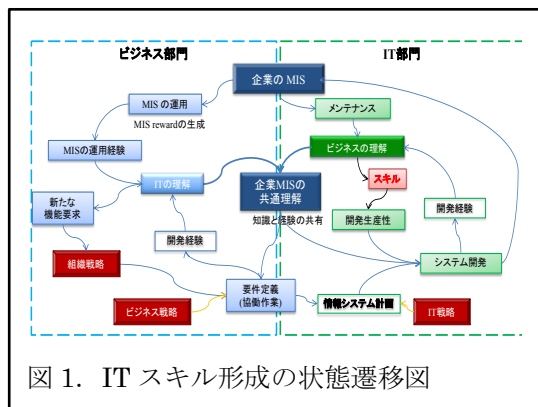 ビジネス部門
IT部門
企業の MIS
MIS の運用
MIS rewardの生成
メンテナンス
MISの運用経験
ビジネスの理解
ITの理解
企業MISの
共通理解
スキル
新たな
機能要求
知識と経験の共有
開発生産性
開発経験
開発経験
組織戦略
システム開発
要件定義
(協働作業)
情報システム計画
ビジネス戦略
IT戦略
図 1. IT スキル形成の状態遷移図